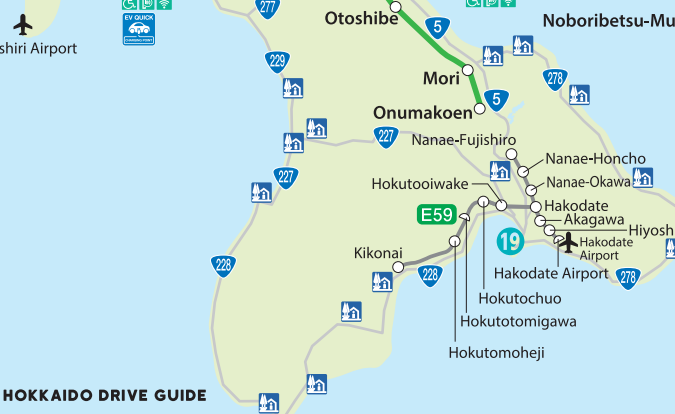 277
Otoshibe
5
Noboribetsu-Mu
EV QUICK
CHARGING POINT
shiri Airport
229
Mori
278
5
Onumakoen
227
Nanae-Fujishiro
Nanae-Honcho
227
Hokutooiwake
Nanae-Okawa
Hakodate
E59
Akagawa
19
Hiyosh
Kikonai
Hakodate
Airport
228
228
Hakodate Airport
278
Hokutochuo
Hokutotomigawa
Hokutomoheji
HOKKAIDO DRIVE GUIDE